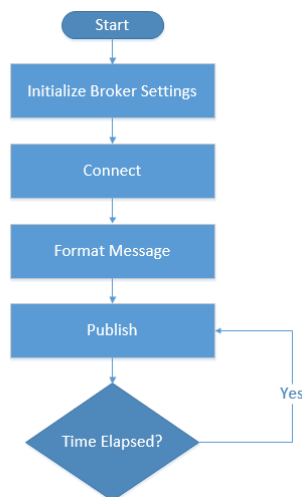 Start
Initialize Broker Settings
Connect
Format Message
Publish
Yes
Time Elapsed?